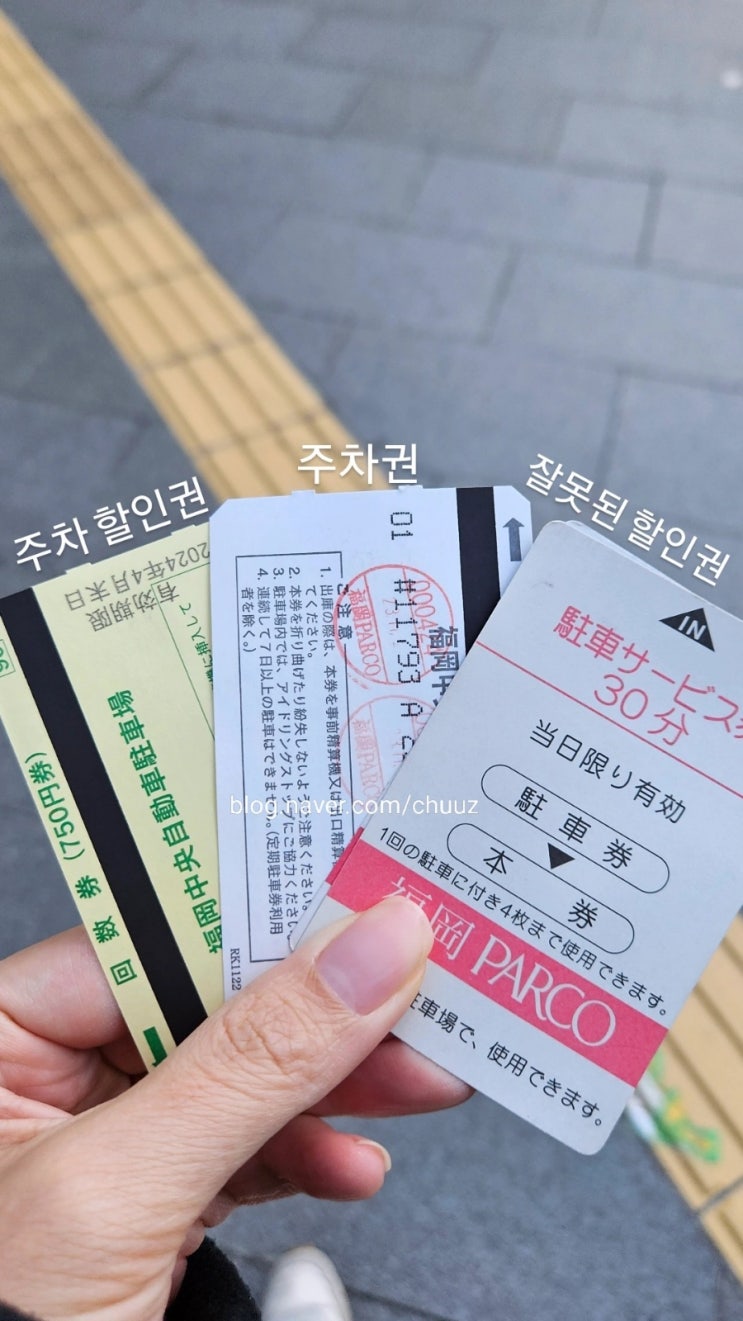 주차 할인권
주차권
잘못된 할인권
有効期限
2024年4月末日
福岡中央自動車駐車場
回数券(750円券)
01
#11793 A
ご注意
1. 出庫の際は、本券を事前精算機又は
てください。
2. 本券を折り曲げたり紛失しないようご注意ください。
3. 駐車場内では、アイドリングストップにご協力ください
4. 連続して7日以上の駐車はできません。(定期駐車券利用
者を除く。)
福岡PARCO
福岡PARCO
RK1122
IN
駐車サービス券
30分
当日限り有効
駐車券
本券
1回の駐車に付き4枚まで使用できます。
福岡 PARCO
車場で、使用できます。
blog.naver.com/chuuz